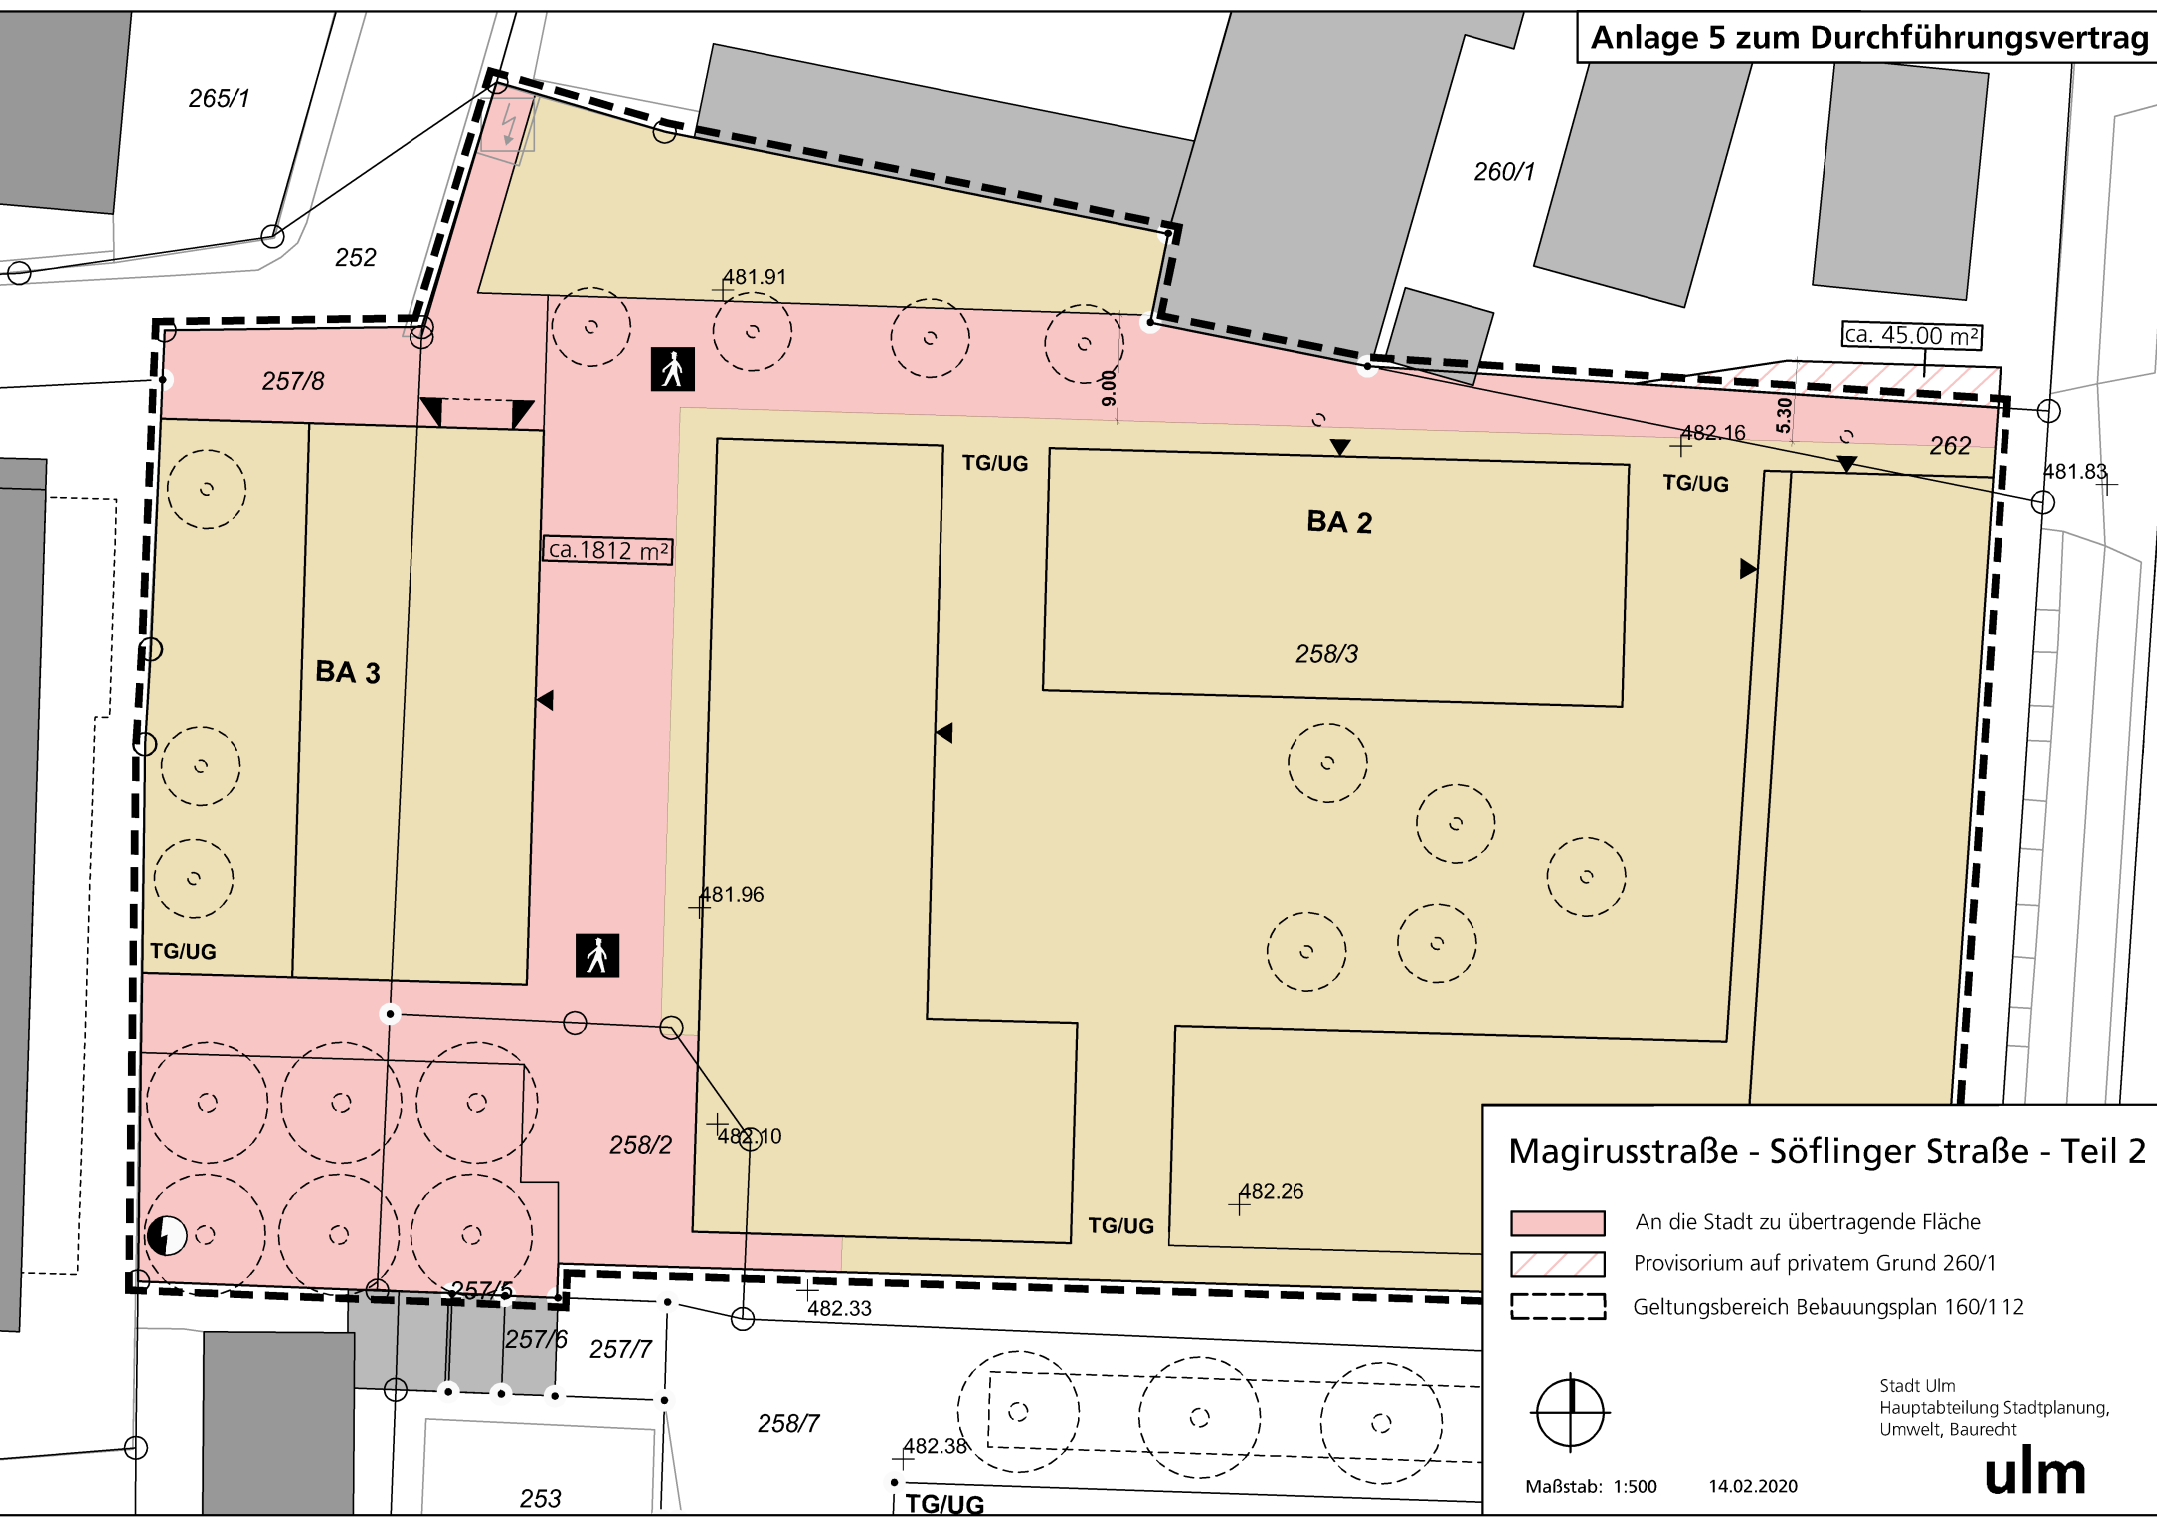 Anlage 5 zum Durchführungsvertrag
265/1
260/1
252
481.91
ca. 45.00 m²
257/8
9.00
5.30
482.16
262
TG/UG
481.83
TG/UG
BA 2
ca.1812 m²
258/3
BA 3
481.96
TG/UG
482.10
258/2
482.26
TG/UG
257/5
482.33
257/6
257/7
258/7
482.38
253
TG/UG
Magirusstraße - Söflinger Straße - Teil 2
An die Stadt zu übertragende Fläche
Provisorium auf privatem Grund 260/1
Geltungsbereich Bebauungsplan 160/112
Stadt Ulm
Hauptabteilung Stadtplanung,
Umwelt, Baurecht
ulm
Maßstab: 1:500 14.02.2020